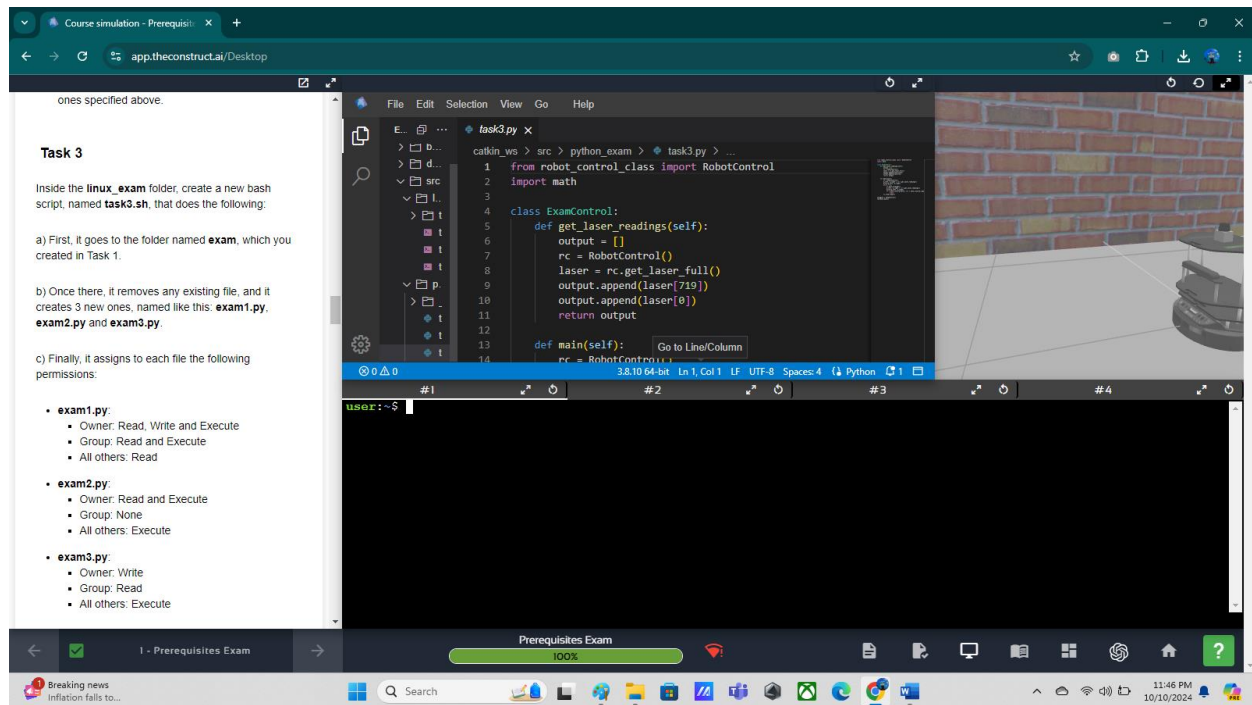 Course simulation - Prerequisit
app.theconstruct.ai/Desktop
ones specified above.
Task 3
Inside the linux_exam folder, create a new bash
script, named task3.sh, that does the following:
a) First, it goes to the folder named exam, which you
created in Task 1.
b) Once there, it removes any existing file, and it
creates 3 new ones, named like this: exam1.py,
exam2.py and exam3.py.
c) Finally, it assigns to each file the following
permissions:
• exam1.py:
▪ Owner: Read, Write and Execute
▪ Group: Read and Execute
▪ All others: Read
• exam2.py:
▪ Owner: Read and Execute
▪ Group: None
▪ All others: Execute
• exam3.py:
▪ Owner: Write
▪ Group: Read
▪ All others: Execute
File Edit Selection View Go Help
E...
b...
d...
src
l..
t
t
t
t
p.
_
t
t
t
task3.py
catkin_ws > src > python_exam > task3.py > ...
1 from robot_control_class import RobotControl
2 import math
3
4 class ExamControl:
5 def get_laser_readings(self):
6 output = []
7 rc = RobotControl()
8 laser = rc.get_laser_full()
9 output.append(laser[719])
10 output.append(laser[0])
11 return output
12
13 def main(self):
14 rc = RobotControl()
Go to Line/Column
0 0 3.8.10 64-bit Ln 1, Col 1 LF UTF-8 Spaces: 4 Python 1
#1 #2 #3 #4
user:~$
1 - Prerequisites Exam
Prerequisites Exam
100%
?
1
Breaking news
Inflation falls to...
Search
11:46 PM
10/10/2024
PRE